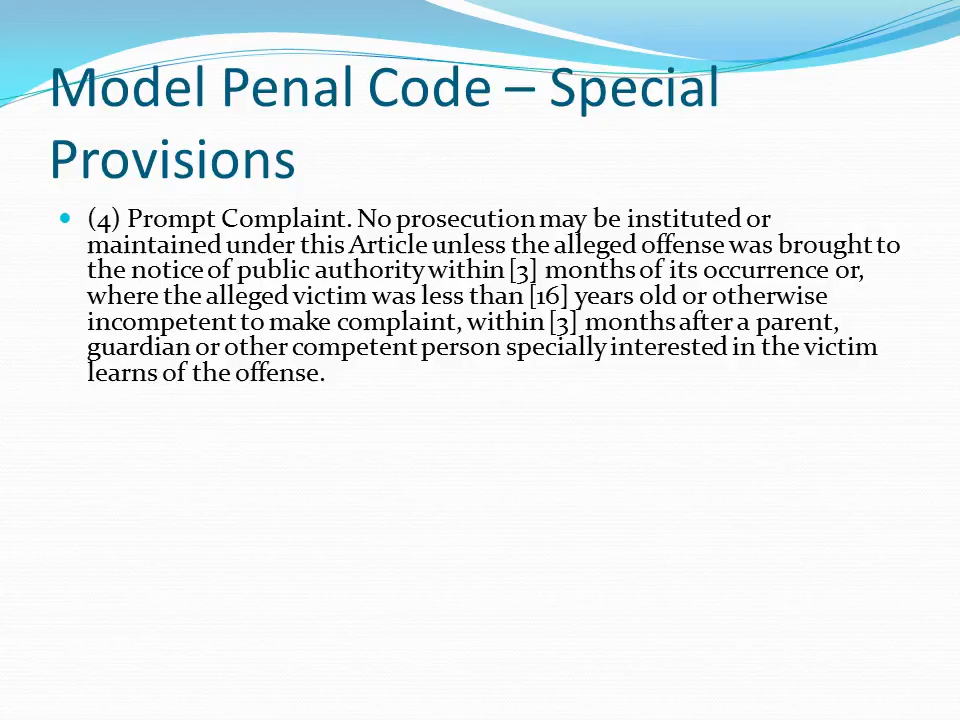 Model Penal Code – Special
Provisions
• (4) Prompt Complaint. No prosecution may be instituted or
maintained under this Article unless the alleged offense was brought to
the notice of public authority within [3] months of its occurrence or,
where the alleged victim was less than [16] years old or otherwise
incompetent to make complaint, within [3] months after a parent,
guardian or other competent person specially interested in the victim
learns of the offense.